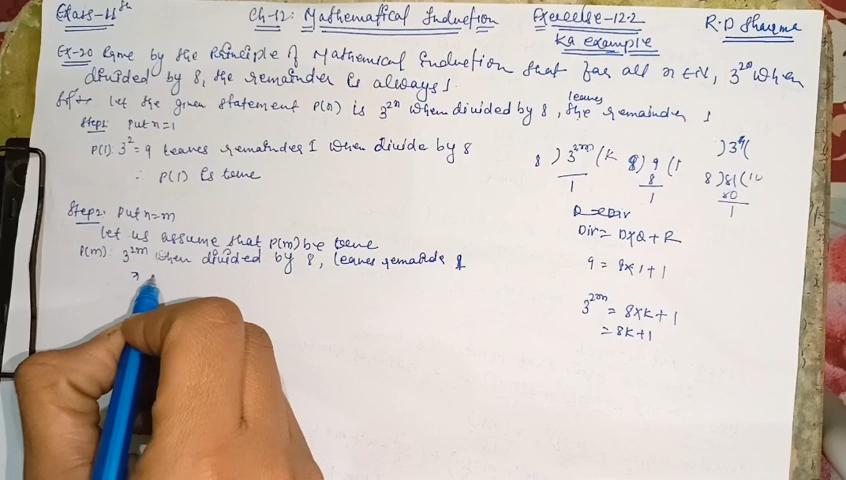 Class-11th Ch-12: Mathematical Induction Exercise-12.2 R.D Sharma
Ka example
EX-20 by the Principle of Mathemical Induction that for all n ∈ N, 3^2n when
divided by 8, the remainder is always 1
let the given statement P(n) is 3^2n when divided by 8, leaves the remainder 1
Step1 Put n=1
P(1): 3^2 = 9 leaves remainder 1 when divide by 8
∴ P(1) is true
Step2. Put n=m
let us assume that P(m) be true
P(m): 3^2m when divided by 8, leaves remainde 1
8 ) 3^2m ( K
1
8 ) 9 ( 1
8
1
) 3^4 (
8 ) 81 ( 10
80
1
Dir = D×Q + R
9 = 8×1 + 1
3^2m = 8×K + 1
= 8K+1